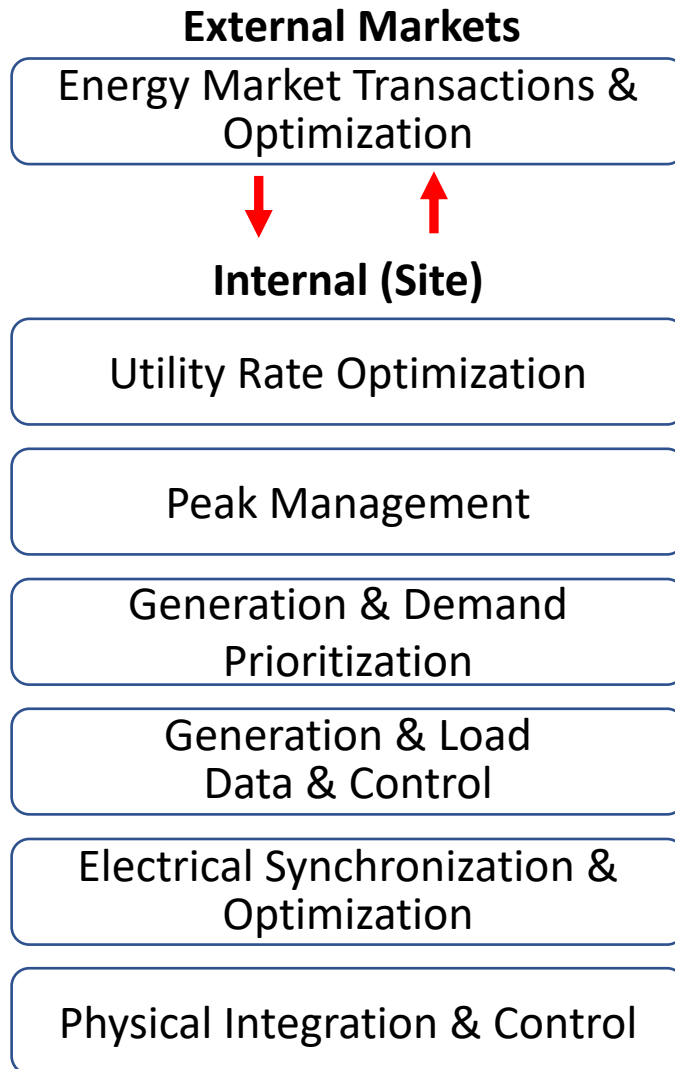 External Markets
Energy Market Transactions &
Optimization
Internal (Site)
Utility Rate Optimization
Peak Management
Generation & Demand
Prioritization
Generation & Load
Data & Control
Electrical Synchronization &
Optimization
Physical Integration & Control